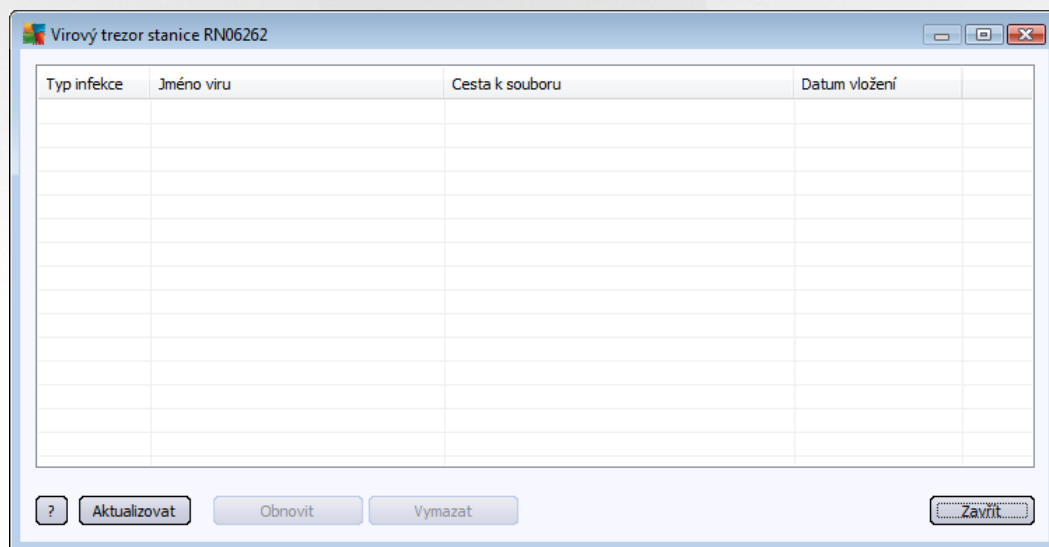 Virový trezor stanice RN06262
Typ infekce Jméno viru Cesta k souboru Datum vložení
? Aktualizovat Obnovit Vymazat Zavřít